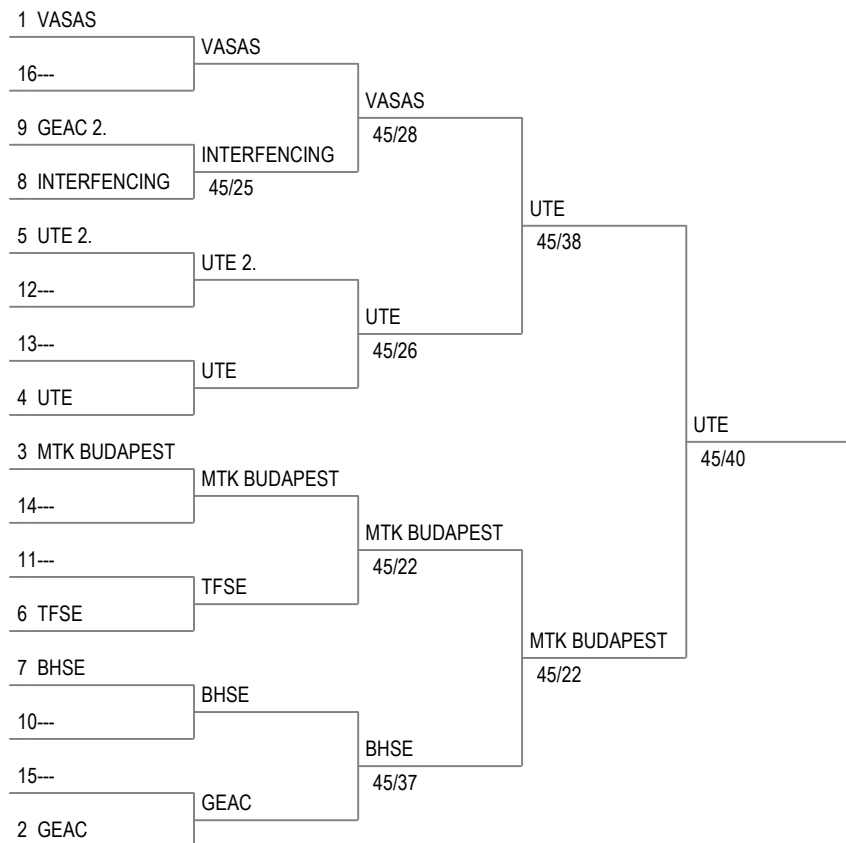 1 VASAS
VASAS
16---
VASAS
45/28
9 GEAC 2.
INTERFENCING
45/25
8 INTERFENCING
UTE
45/38
5 UTE 2.
UTE 2.
12---
UTE
45/26
13---
UTE
4 UTE
UTE
45/40
3 MTK BUDAPEST
MTK BUDAPEST
14---
MTK BUDAPEST
45/22
11---
TFSE
6 TFSE
MTK BUDAPEST
45/22
7 BHSE
BHSE
10---
BHSE
45/37
15---
GEAC
2 GEAC